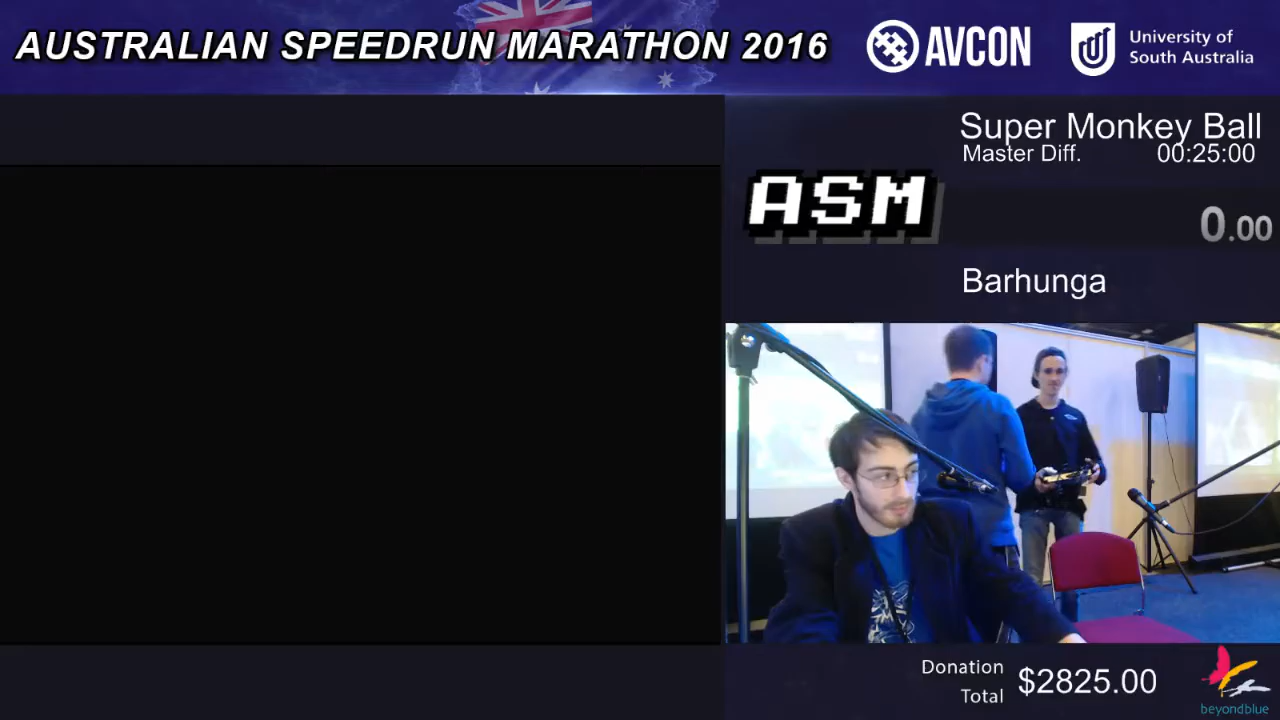 AUSTRALIAN SPEEDRUN MARATHON 2016
AVCON
University of
South Australia
Super Monkey Ball
Master Diff. 00:25:00
ASM
0.00
Barhunga
Donation
Total
$2825.00
beyondblue